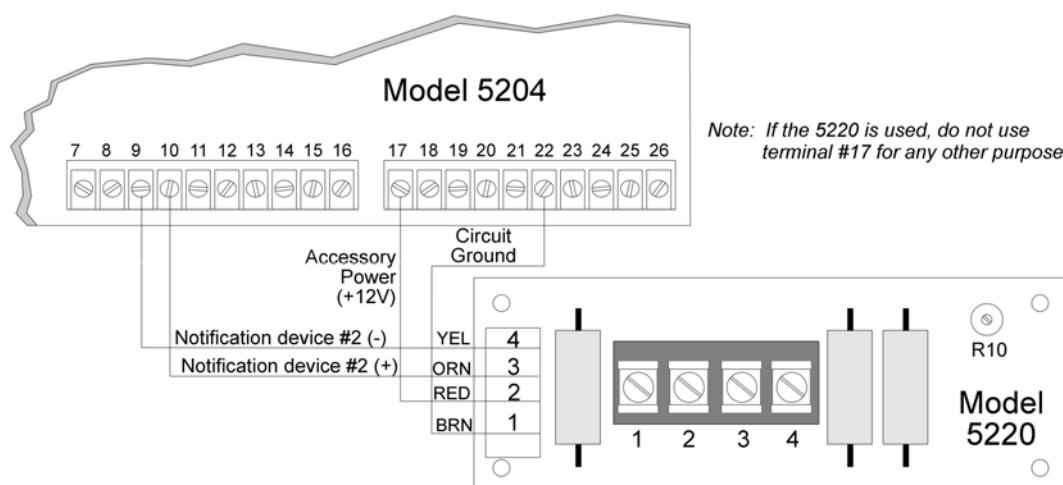 Model 5204
Note: If the 5220 is used, do not use
terminal #17 for any other purpose
7 8 9 10 11 12 13 14 15 16
17 18 19 20 21 22 23 24 25 26
Accessory
Power
(+12V)
Circuit
Ground
Notification device #2 (-)
YEL
4
Notification device #2 (+)
ORN
3
RED
2
BRN
1
1 2 3 4
R10
Model
5220